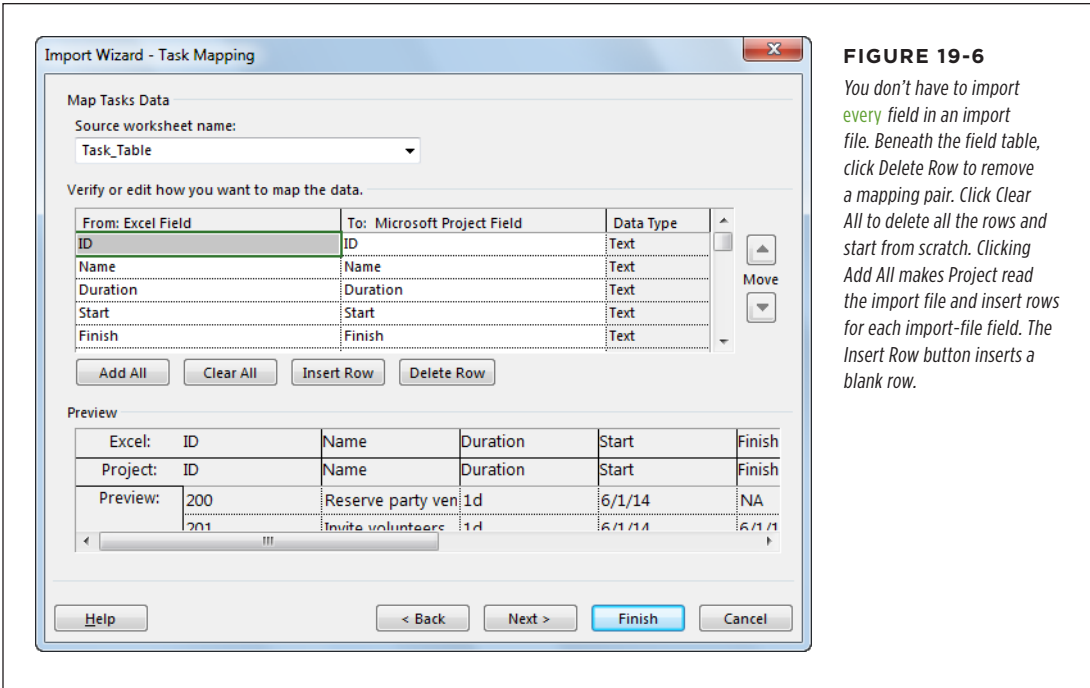 Import Wizard - Task Mapping
Map Tasks Data
Source worksheet name:
Task_Table
Verify or edit how you want to map the data.
From: Excel Field To: Microsoft Project Field Data Type
ID ID Text
Name Name Text
Duration Duration Text
Start Start Text
Finish Finish Text
Move
Add All Clear All Insert Row Delete Row
Preview
Excel: ID Name Duration Start Finish
Project: ID Name Duration Start Finish
Preview: 200 Reserve party ven 1d 6/1/14 NA
201 Invite volunteers 1d 6/1/14 6/1/1
Help < Back Next > Finish Cancel
FIGURE 19-6
You don’t have to import
every field in an import
file. Beneath the field table,
click Delete Row to remove
a mapping pair. Click Clear
All to delete all the rows and
start from scratch. Clicking
Add All makes Project read
the import file and insert rows
for each import-file field. The
Insert Row button inserts a
blank row.